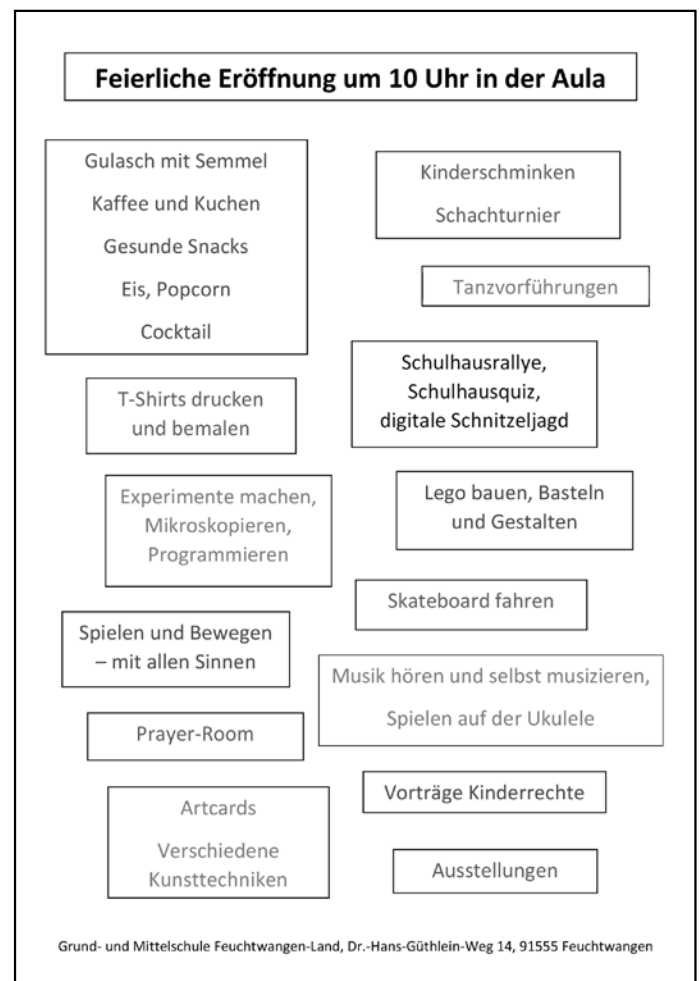 Feierliche Eröffnung um 10 Uhr in der Aula
Gulasch mit Semmel
Kaffee und Kuchen
Gesunde Snacks
Eis, Popcorn
Cocktail
Kinderschminken
Schachturnier
Tanzvorführungen
Schulhausrallye,
Schulhausquiz,
digitale Schnitzeljagd
T-Shirts drucken
und bemalen
Experimente machen,
Mikroskopieren,
Programmieren
Lego bauen, Basteln
und Gestalten
Skateboard fahren
Spielen und Bewegen
– mit allen Sinnen
Musik hören und selbst musizieren,
Spielen auf der Ukulele
Prayer-Room
Vorträge Kinderrechte
Artcards
Verschiedene
Kunsttechniken
Ausstellungen
Grund- und Mittelschule Feuchtwangen-Land, Dr.-Hans-Güthlein-Weg 14, 91555 Feuchtwangen